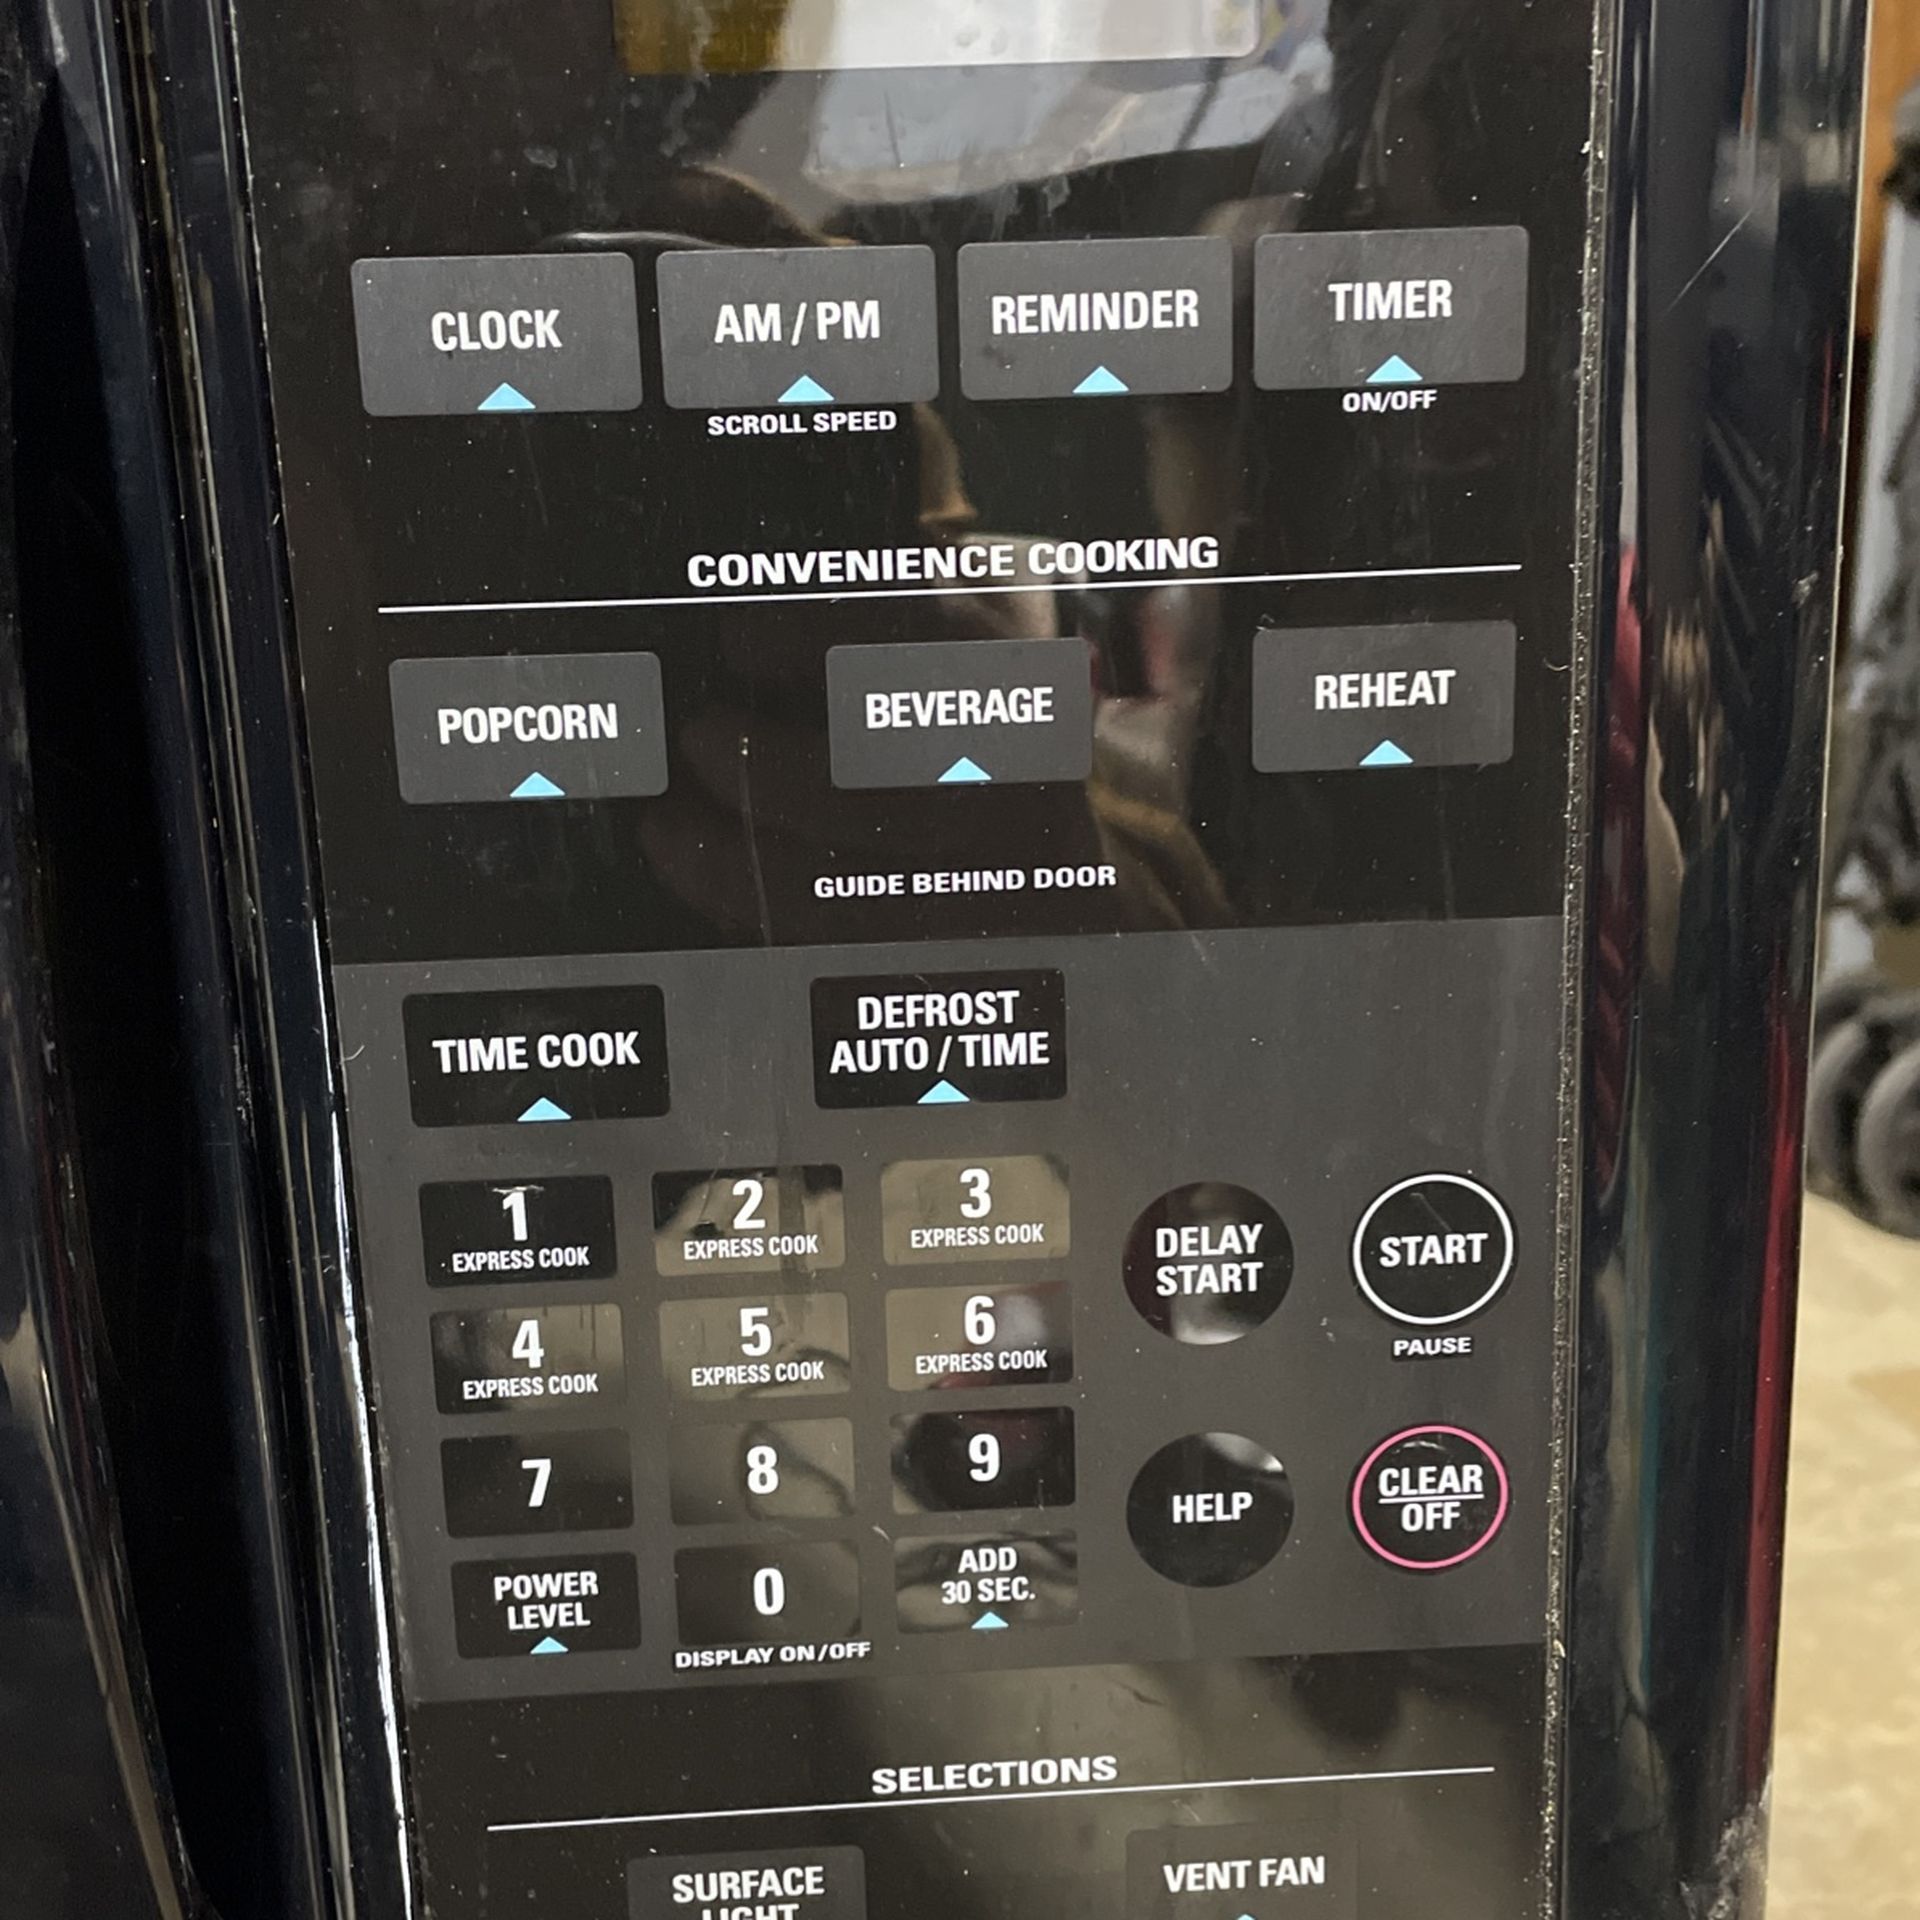 CLOCK
AM / PM
REMINDER
TIMER
SCROLL SPEED
ON/OFF
CONVENIENCE COOKING
POPCORN
BEVERAGE
REHEAT
GUIDE BEHIND DOOR
TIME COOK
DEFROST
AUTO / TIME
1
EXPRESS COOK
2
EXPRESS COOK
3
EXPRESS COOK
DELAY
START
START
PAUSE
4
EXPRESS COOK
5
EXPRESS COOK
6
EXPRESS COOK
7
8
9
HELP
CLEAR
OFF
POWER
LEVEL
0
DISPLAY ON/OFF
ADD
30 SEC.
SELECTIONS
SURFACE
LIGHT
VENT FAN